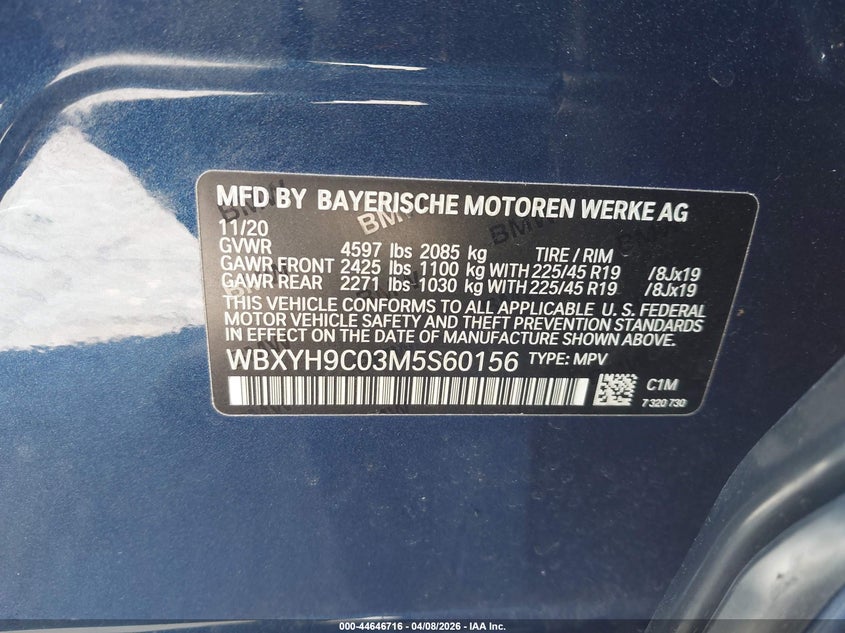 MFD BY BAYERISCHE MOTOREN WERKE AG
11/20
GVWR 4597 lbs 2085 kg TIRE / RIM
GAWR FRONT 2425 lbs 1100 kg WITH 225/45 R19 /8Jx19
GAWR REAR 2271 lbs 1030 kg WITH 225/45 R19 /8Jx19
THIS VEHICLE CONFORMS TO ALL APPLICABLE U. S. FEDERAL
MOTOR VEHICLE SAFETY AND THEFT PREVENTION STANDARDS
IN EFFECT ON THE DATE OF MANUFACTURE SHOWN ABOVE.
WBXYH9C03M5S60156 TYPE: MPV
C1M
7 320 730
000-44646716 - 04/08/2026 - IAA Inc.